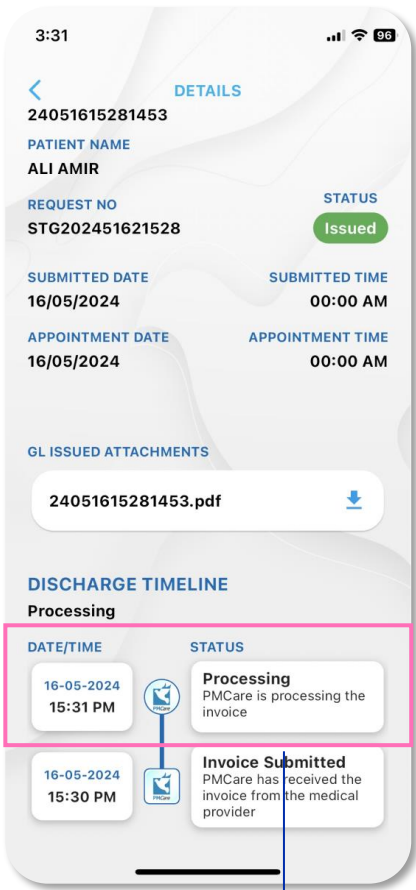 3:31
96
DETAILS
24051615281453
PATIENT NAME
ALI AMIR
REQUEST NO
STATUS
STG202451621528
Issued
SUBMITTED DATE
SUBMITTED TIME
16/05/2024
00:00 AM
APPOINTMENT DATE
APPOINTMENT TIME
16/05/2024
00:00 AM
GL ISSUED ATTACHMENTS
24051615281453.pdf
DISCHARGE TIMELINE
Processing
DATE/TIME
STATUS
16-05-2024
15:31 PM
PMCare
Processing
PMCare is processing the
invoice
16-05-2024
15:30 PM
PMCare
Invoice Submitted
PMCare has received the
invoice from the medical
provider